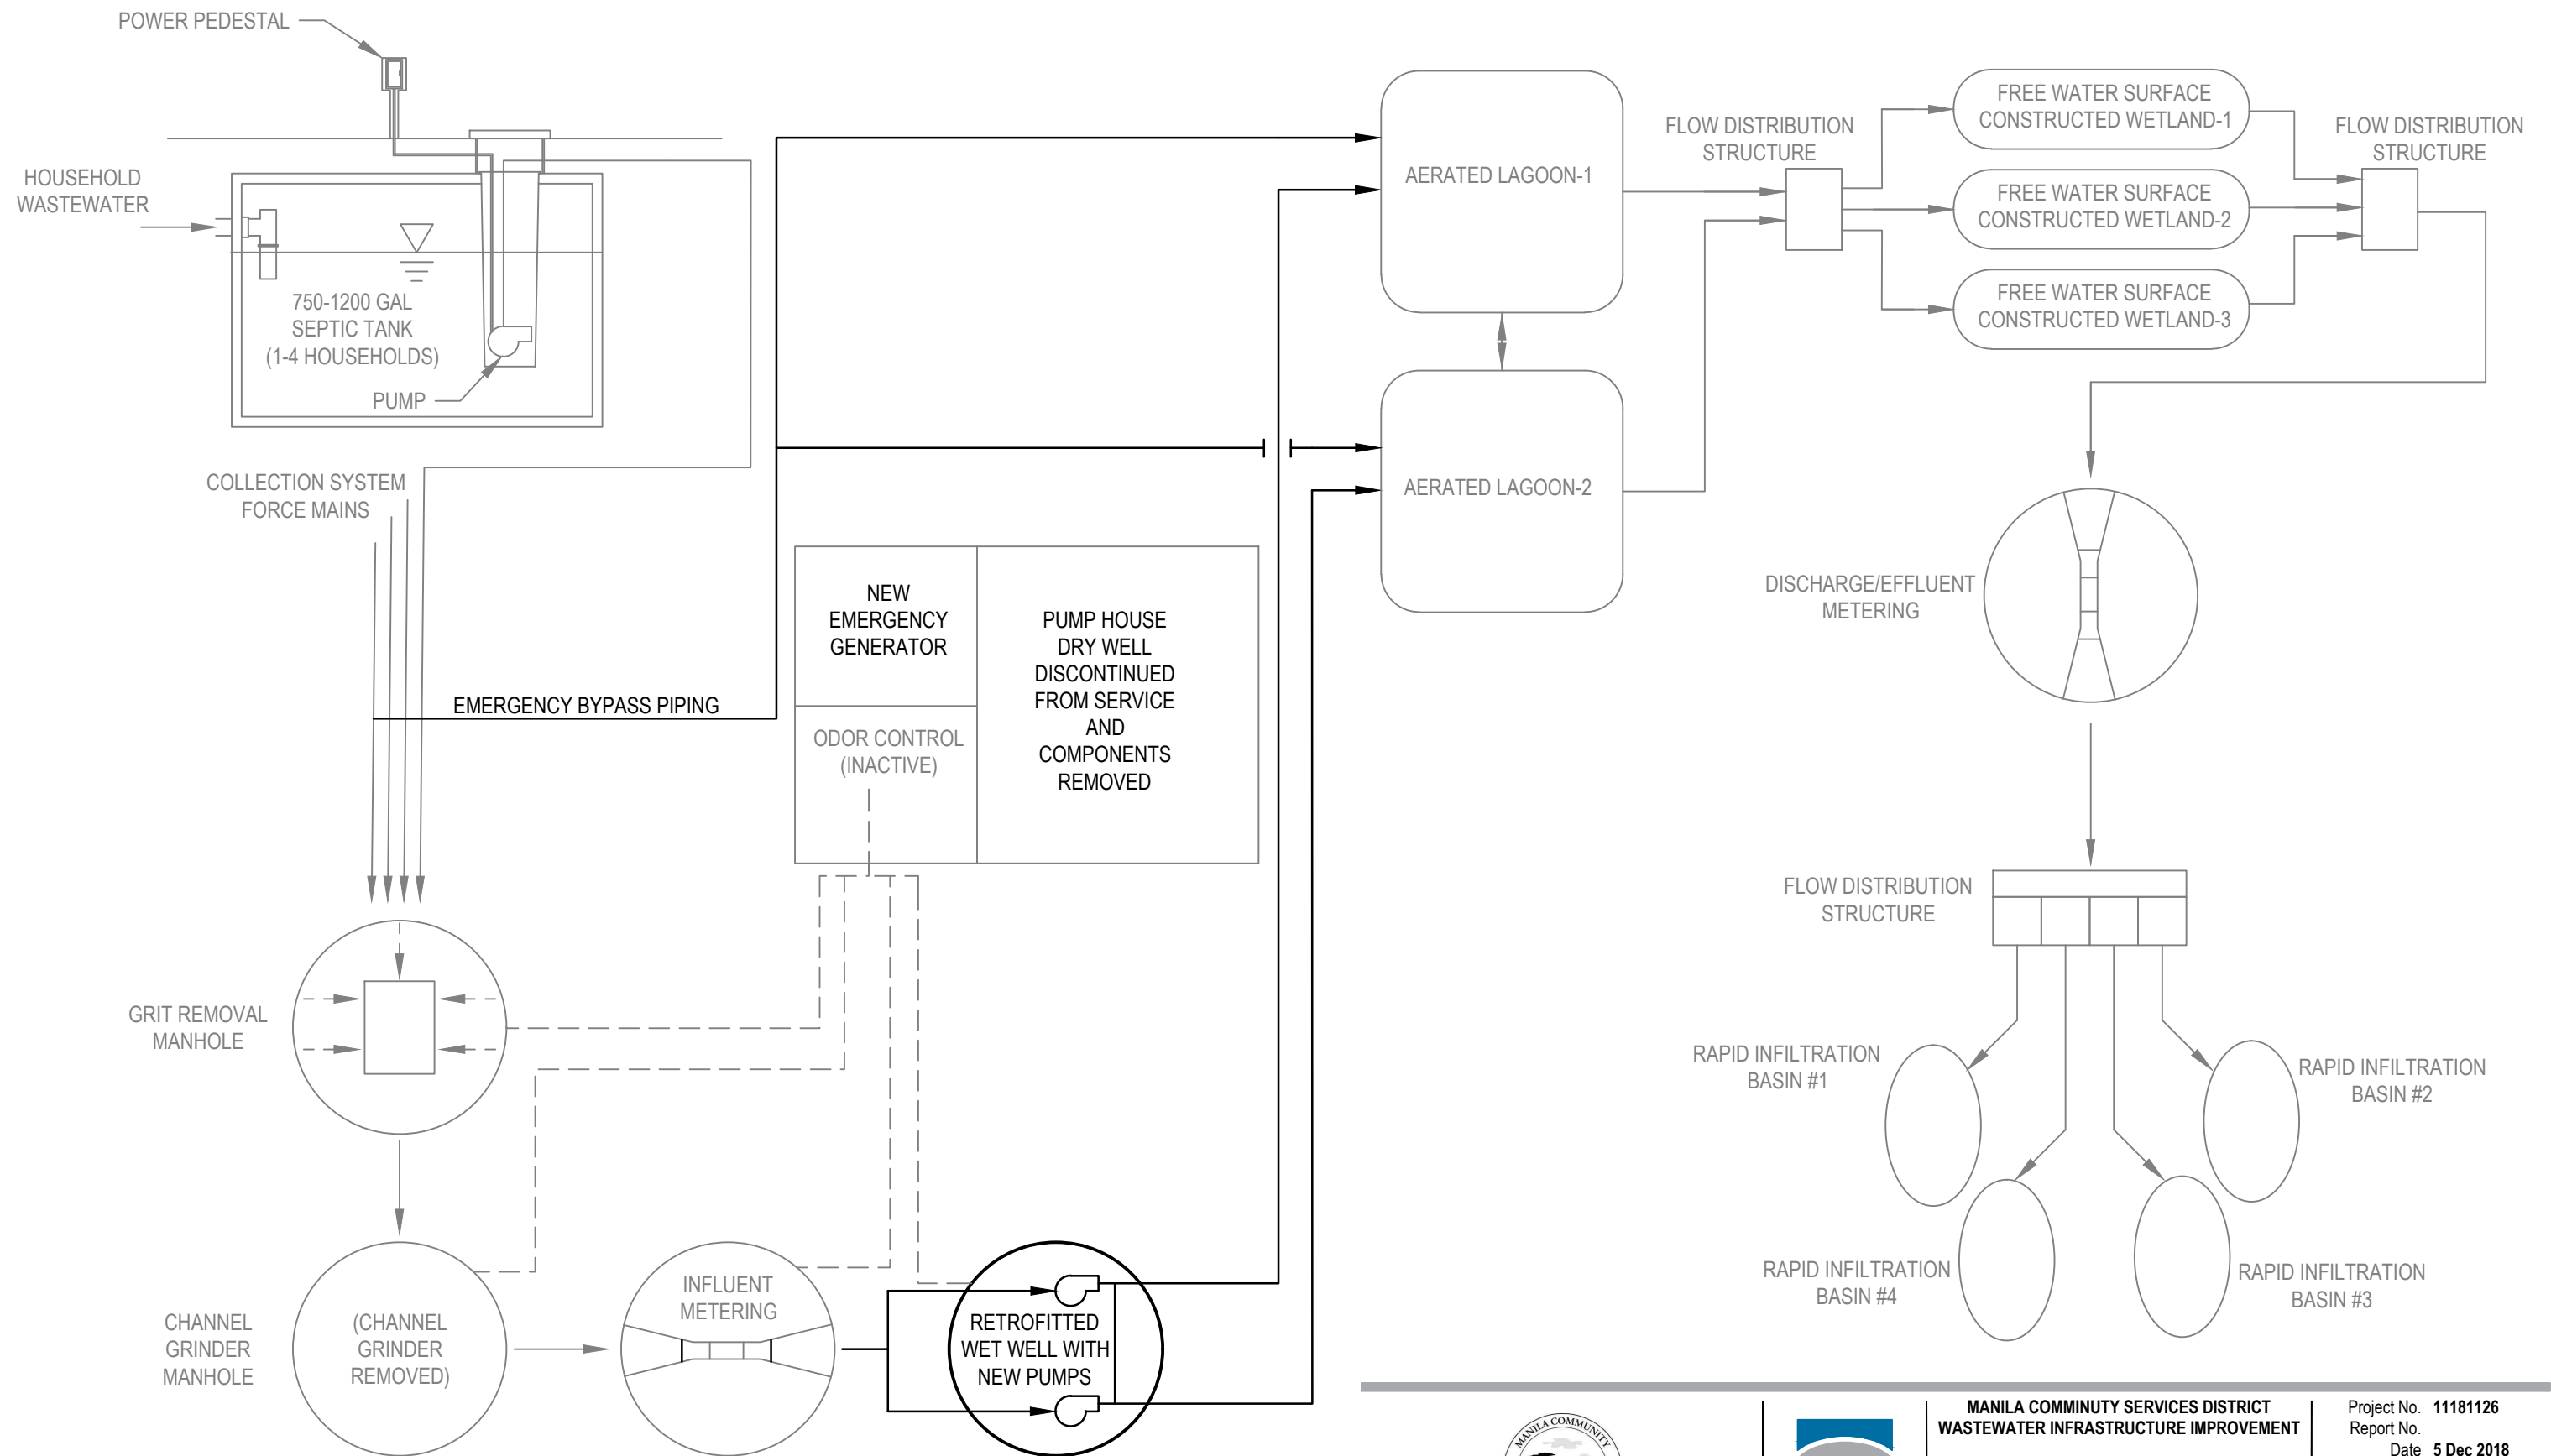 POWER PEDESTAL
HOUSEHOLD
WASTEWATER
750-1200 GAL
SEPTIC TANK
(1-4 HOUSEHOLDS)
PUMP
COLLECTION SYSTEM
FORCE MAINS
EMERGENCY BYPASS PIPING
NEW
EMERGENCY
GENERATOR
ODOR CONTROL
(INACTIVE)
PUMP HOUSE
DRY WELL
DISCONTINUED
FROM SERVICE
AND
COMPONENTS
REMOVED
GRIT REMOVAL
MANHOLE
CHANNEL
GRINDER
MANHOLE
(CHANNEL
GRINDER
REMOVED)
INFLUENT
METERING
RETROFITTED
WET WELL WITH
NEW PUMPS
AERATED LAGOON-1
AERATED LAGOON-2
FLOW DISTRIBUTION
STRUCTURE
FREE WATER SURFACE
CONSTRUCTED WETLAND-1
FREE WATER SURFACE
CONSTRUCTED WETLAND-2
FREE WATER SURFACE
CONSTRUCTED WETLAND-3
FLOW DISTRIBUTION
STRUCTURE
DISCHARGE/EFFLUENT
METERING
FLOW DISTRIBUTION
STRUCTURE
RAPID INFILTRATION
BASIN #1
RAPID INFILTRATION
BASIN #2
RAPID INFILTRATION
BASIN #4
RAPID INFILTRATION
BASIN #3
MANILA COMMUNITY
MANILA COMMINUTY SERVICES DISTRICT
WASTEWATER INFRASTRUCTURE IMPROVEMENT
Project No. 11181126
Report No.
Date 5 Dec 2018